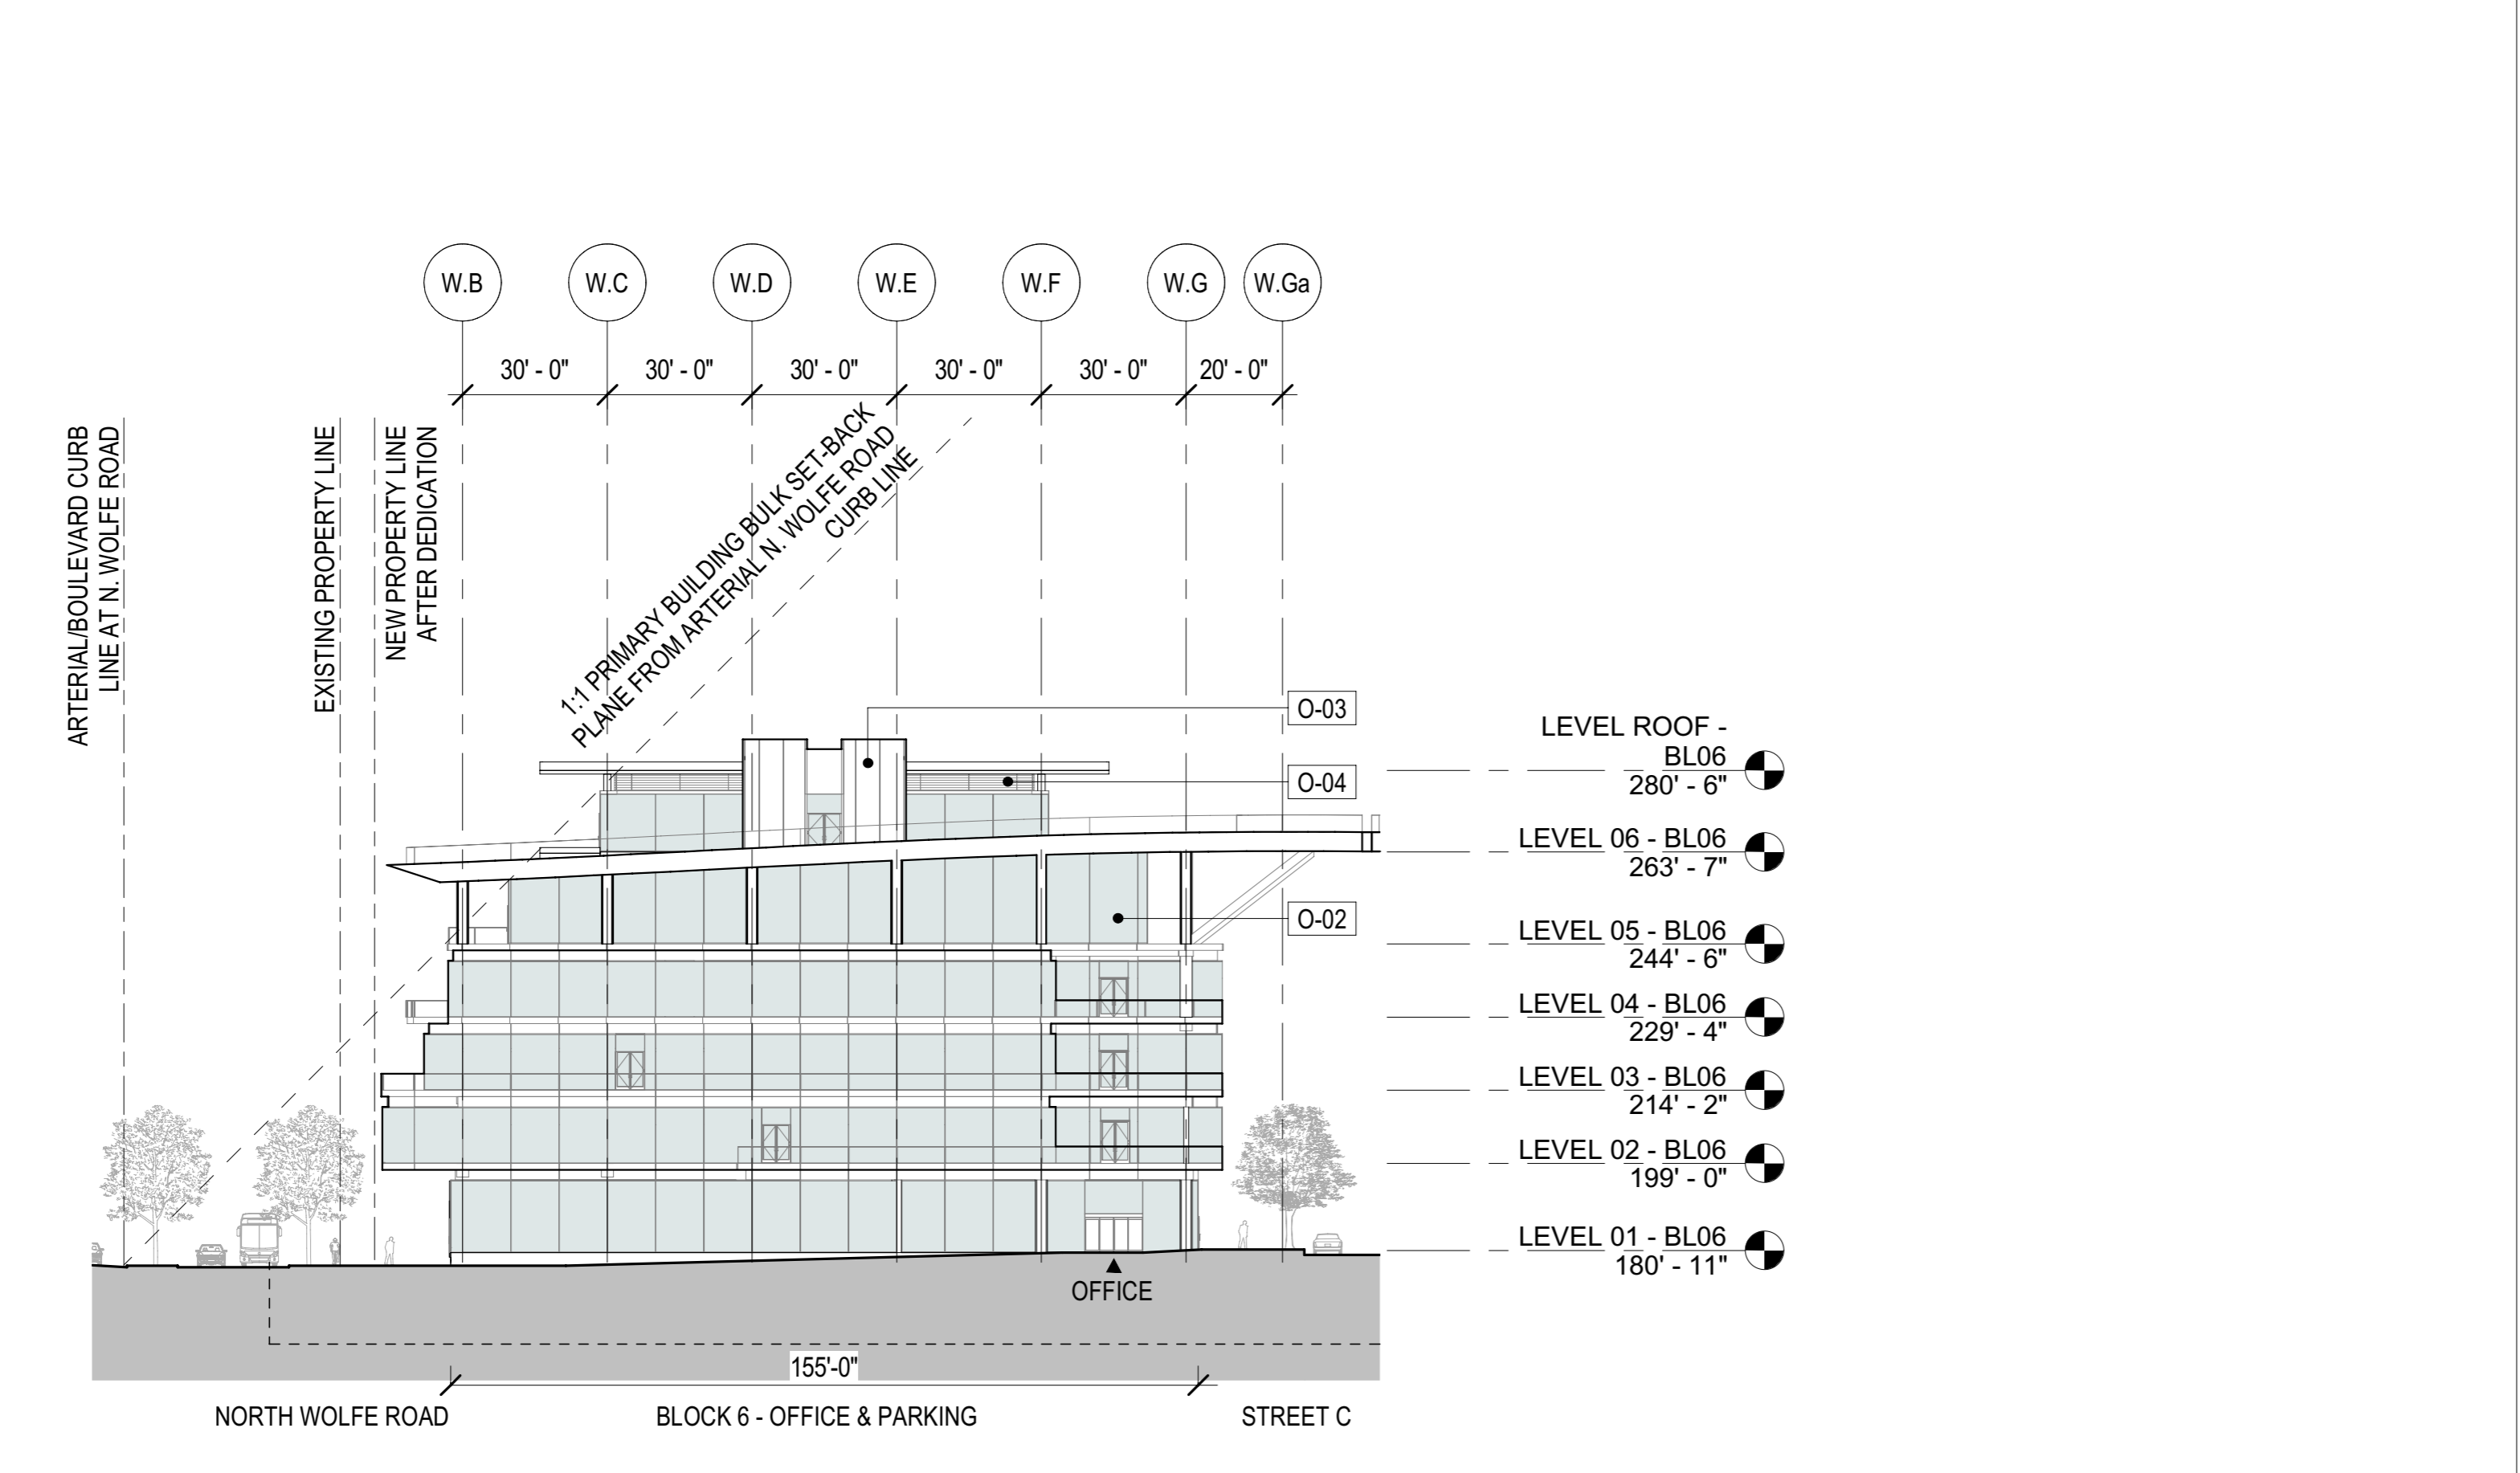 W.B
W.C
W.D
W.E
W.F
W.G
W.Ga
30' - 0"
30' - 0"
30' - 0"
30' - 0"
30' - 0"
20' - 0"
ARTERIAL/BOULEVARD CURB
LINE AT N. WOLFE ROAD
EXISTING PROPERTY LINE
NEW PROPERTY LINE
AFTER DEDICATION
1:1 PRIMARY BUILDING BULK SET-BACK
PLANE FROM ARTERIAL N. WOLFE ROAD
CURB LINE
O-03
O-04
O-02
LEVEL ROOF -
BL06
280' - 6"
LEVEL 06 - BL06
263' - 7"
LEVEL 05 - BL06
244' - 6"
LEVEL 04 - BL06
229' - 4"
LEVEL 03 - BL06
214' - 2"
LEVEL 02 - BL06
199' - 0"
LEVEL 01 - BL06
180' - 11"
OFFICE
155'-0"
NORTH WOLFE ROAD
BLOCK 6 - OFFICE & PARKING
STREET C